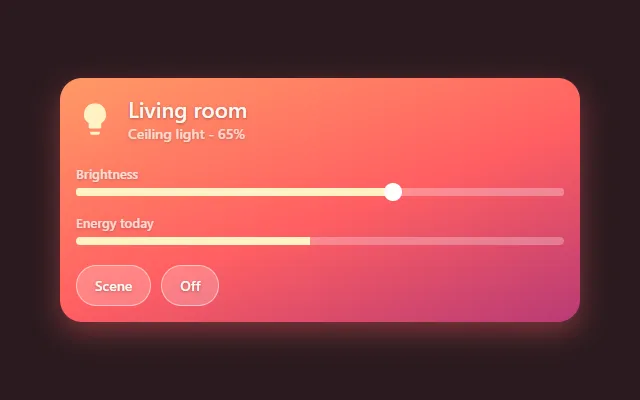 Living room
Ceiling light - 65%
Brightness
Energy today
Scene
Off